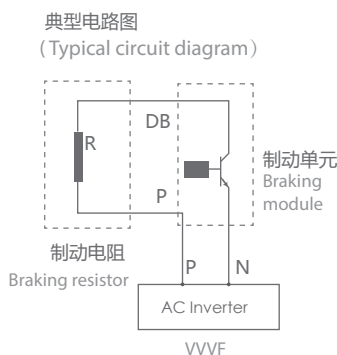 典型电路图
（Typical circuit diagram）
DB
R
制动单元
Braking
module
P
制动电阻
Braking resistor
P
N
AC Inverter
VVVF